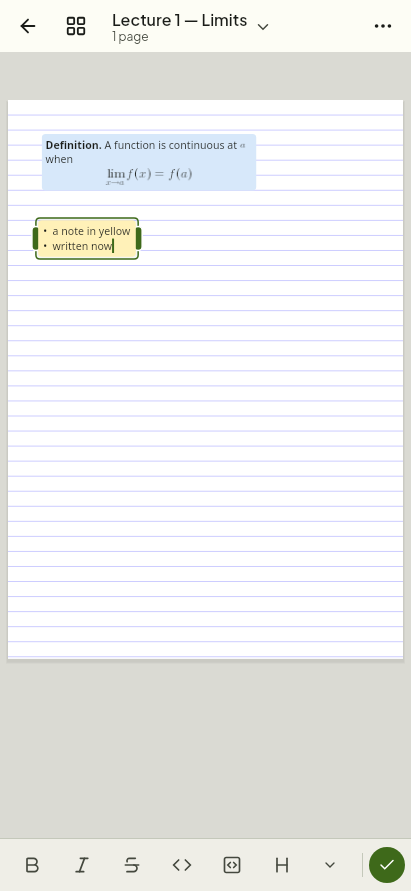 Lecture 1 — Limits
1 page
Definition. A function is continuous at a
when
lim f(x) = f(a)
x→a
• a note in yellow
• written now
B I S <> H